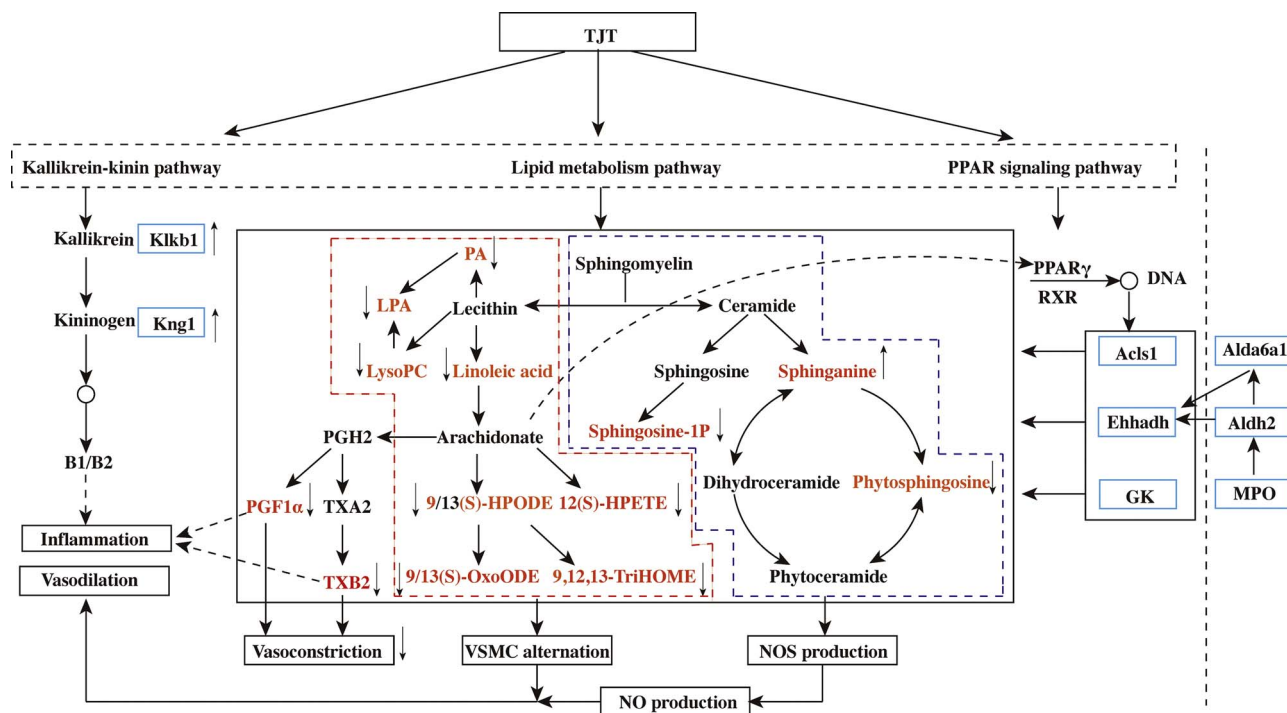 TJT
Kallikrein-kinin pathway
Lipid metabolism pathway
PPAR signaling pathway
Kallikrein
Klkb1
Kininogen
Kng1
B1/B2
Inflammation
Vasodilation
PA
LPA
Lecithin
LysoPC
Linoleic acid
PGH2
Arachidonate
PGF1α
TXA2
9/13(S)-HPODE
12(S)-HPETE
TXB2
9/13(S)-OxoODE
9,12,13-TriHOME
Sphingomyelin
Ceramide
Sphingosine
Sphinganine
Sphingosine-1P
Dihydroceramide
Phytosphingosine
Phytoceramide
PPARγ
RXR
DNA
Acls1
Alda6a1
Ehhadh
Aldh2
GK
MPO
Vasoconstriction
VSMC alternation
NOS production
NO production